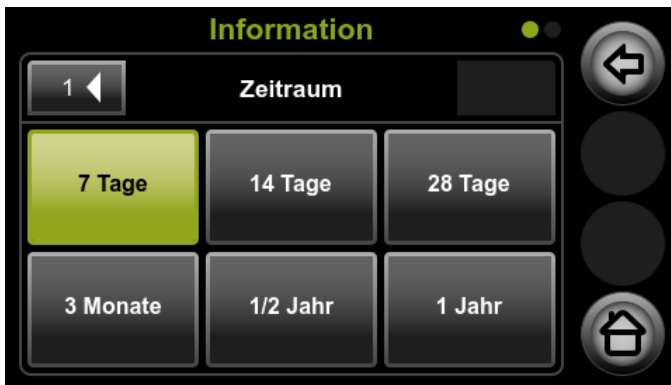 Information
1 Zeitraum
7 Tage 14 Tage 28 Tage
3 Monate 1/2 Jahr 1 Jahr